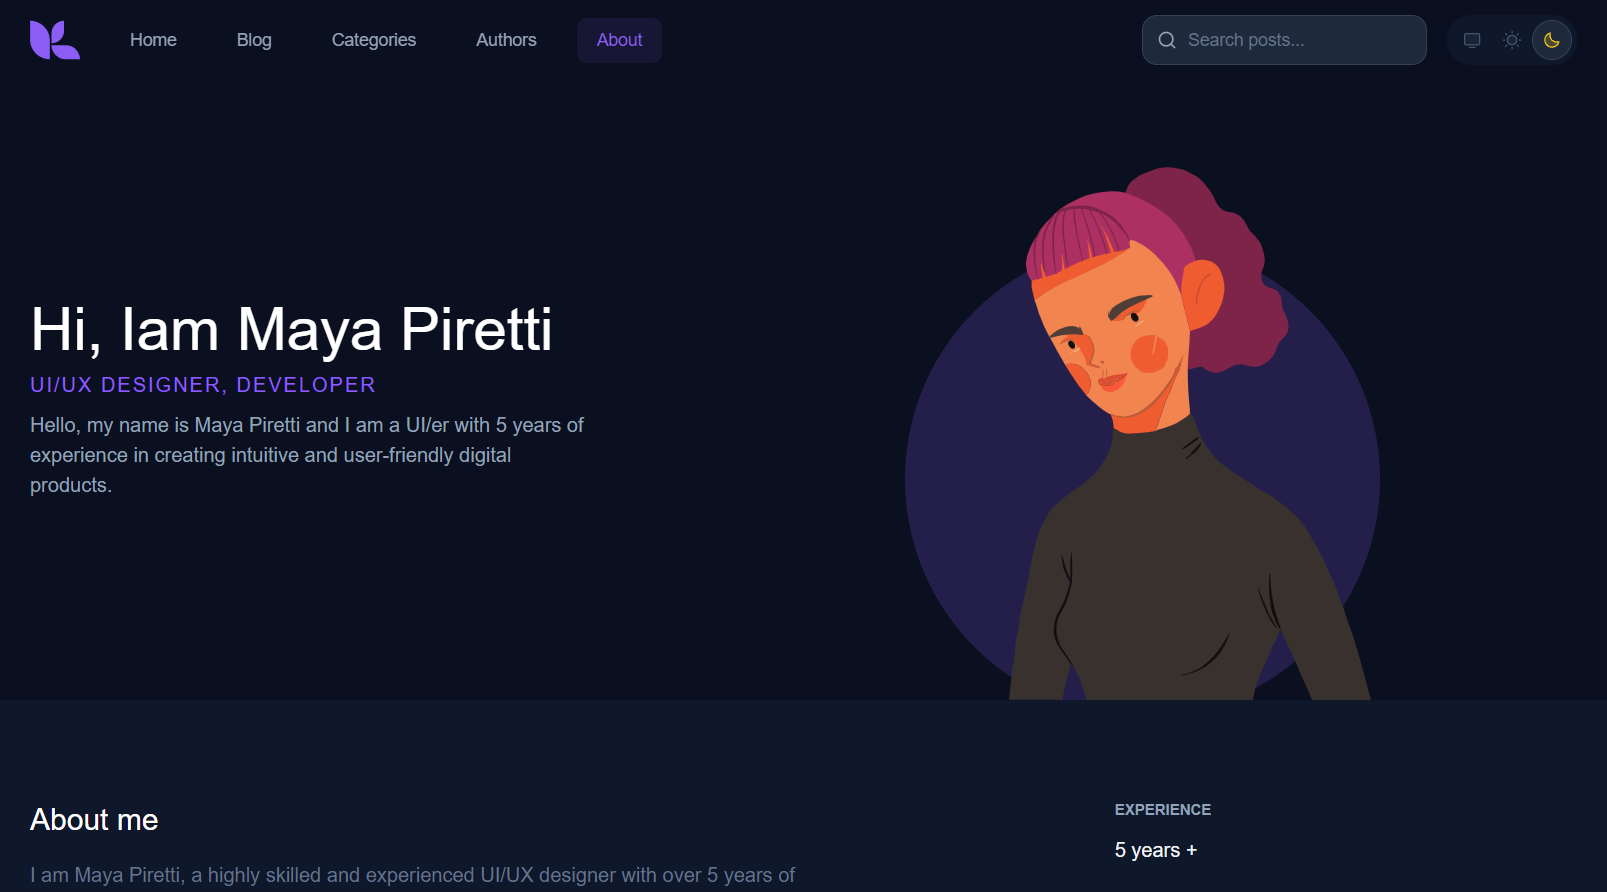 Home
Blog
Categories
Authors
About
Search posts...
Hi, Iam Maya Piretti
UI/UX DESIGNER, DEVELOPER
Hello, my name is Maya Piretti and I am a UI/er with 5 years of
experience in creating intuitive and user-friendly digital
products.
About me
I am Maya Piretti, a highly skilled and experienced UI/UX designer with over 5 years of
EXPERIENCE
5 years +